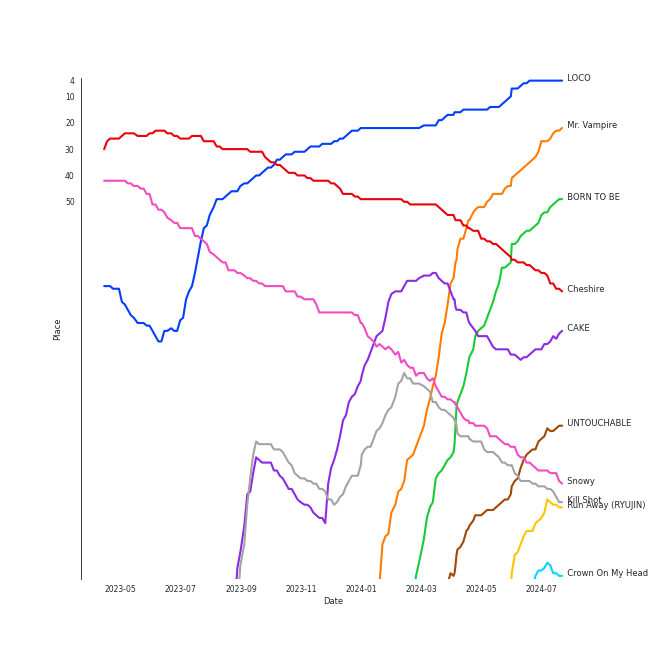 4
10
20
30
40
50
Place
LOCO
Mr. Vampire
BORN TO BE
Cheshire
CAKE
UNTOUCHABLE
Snowy
Kill Shot
Run Away (RYUJIN)
Crown On My Head
2023-05 2023-07 2023-09 2023-11 2024-01 2024-03 2024-05 2024-07
Date